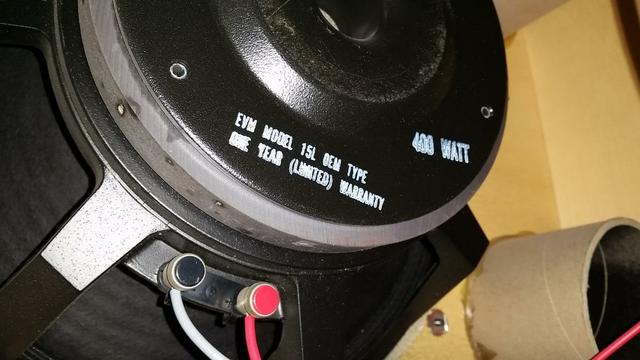 EVM MODEL 15L OEM TYPE
ONE YEAR (LIMITED) WARRANTY
400 WATT